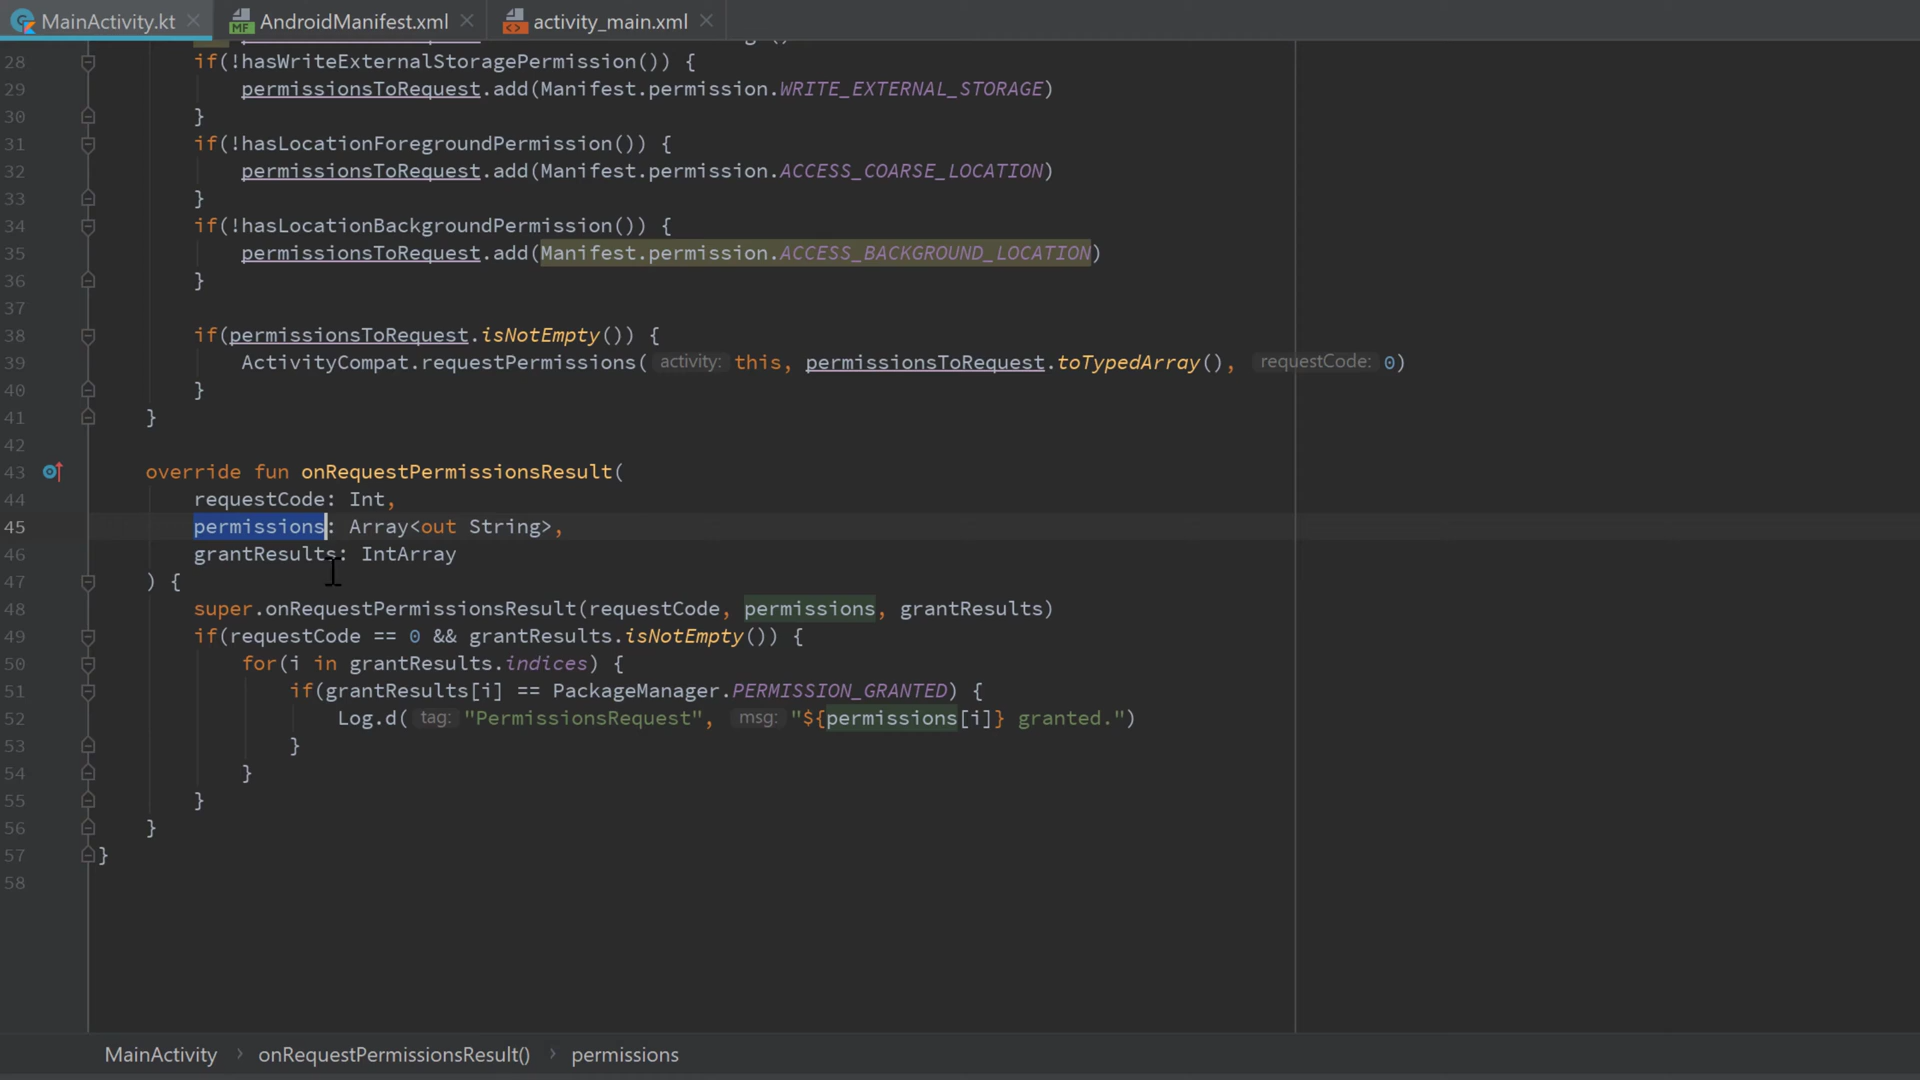 MainActivity.kt
AndroidManifest.xml
activity_main.xml
28 if(!hasWriteExternalStoragePermission()) {
29 permissionsToRequest.add(Manifest.permission.WRITE_EXTERNAL_STORAGE)
30 }
31 if(!hasLocationForegroundPermission()) {
32 permissionsToRequest.add(Manifest.permission.ACCESS_COARSE_LOCATION)
33 }
34 if(!hasLocationBackgroundPermission()) {
35 permissionsToRequest.add(Manifest.permission.ACCESS_BACKGROUND_LOCATION)
36 }
37
38 if(permissionsToRequest.isNotEmpty()) {
39 ActivityCompat.requestPermissions( activity: this, permissionsToRequest.toTypedArray(), requestCode: 0)
40 }
41 }
42
43 override fun onRequestPermissionsResult(
44 requestCode: Int,
45 permissions: Array<out String>,
46 grantResults: IntArray
47 ) {
48 super.onRequestPermissionsResult(requestCode, permissions, grantResults)
49 if(requestCode == 0 && grantResults.isNotEmpty()) {
50 for(i in grantResults.indices) {
51 if(grantResults[i] == PackageManager.PERMISSION_GRANTED) {
52 Log.d( tag: "PermissionsRequest", msg: "${permissions[i]} granted.")
53 }
54 }
55 }
56 }
57 }
58
MainActivity › onRequestPermissionsResult() › permissions